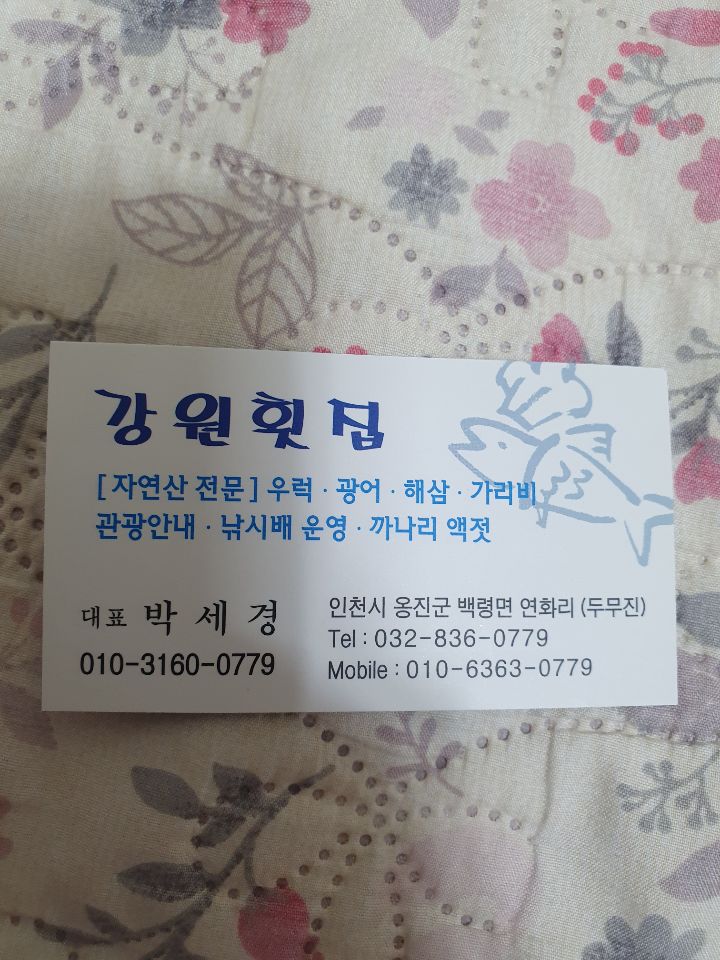 강원횟집
[자연산 전문] 우럭 · 광어 · 해삼 · 가리비
관광안내 · 낚시배 운영 · 까나리 액젓
대표 박세경
010-3160-0779
인천시 옹진군 백령면 연화리 (두무진)
Tel : 032-836-0779
Mobile : 010-6363-0779